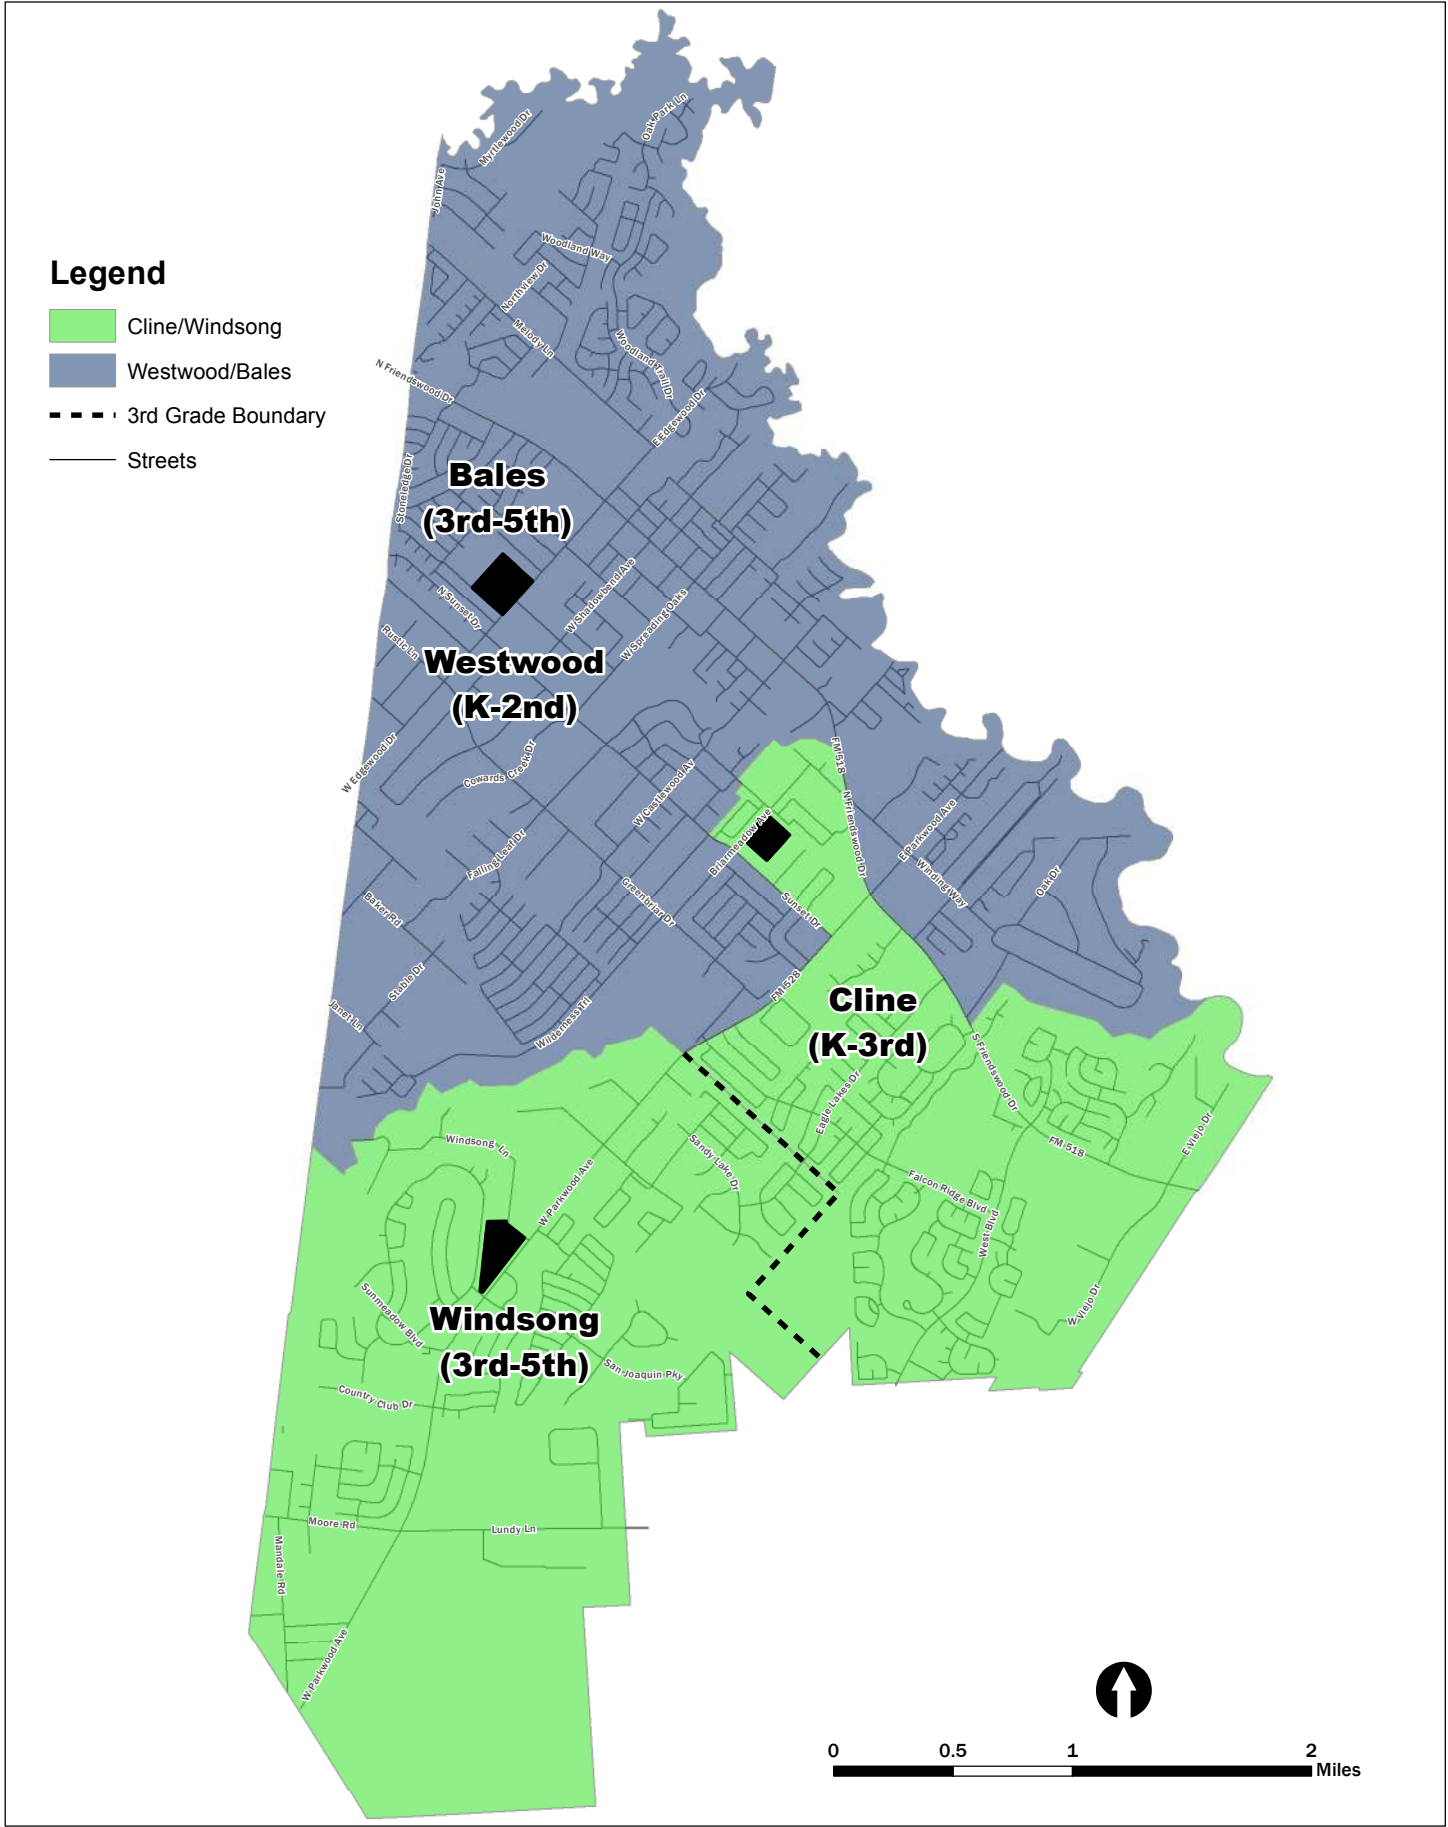 Myrtlewood Dr
Oak Park Ln
John Ave
Woodland Way
Northview Dr
Legend
Cline/Windsong
Westwood/Bales
3rd Grade Boundary
Streets
Melody Ln
Woodland Trail Dr
N Friendswood Dr
E Edgewood Dr
Stoneledge Dr
Bales
(3rd-5th)
N Sunset Dr
W Shadowbend Ave
W Spreading Oaks
Rustic Ln
Westwood
(K-2nd)
W Edgewood Dr
Cowards Creek Dr
W Castlewood Av
FM 518
N Friendswood Dr
Briarmeadow Ave
E Parkwood Ave
Winding Way
Falling Leaf Dr
Greenbriar Dr
Sunset Dr
Oak Dr
Baker Rd
Stable Dr
FM 528
Janet Ln
Wilderness Trl
Cline
(K-3rd)
S Friendswood Dr
Eagle Lakes Dr
FM 518
E Viejo Dr
Windsong Ln
Sandy Lake Dr
W Parkwood Ave
Falcon Ridge Blvd
West Blvd
W Viejo Dr
Sunmeadow Blvd
Windsong
(3rd-5th)
San Joaquin Pky
Country Club Dr
Moore Rd
Lundy Ln
Mandale Rd
W Parkwood Ave
0 0.5 1 2
Miles